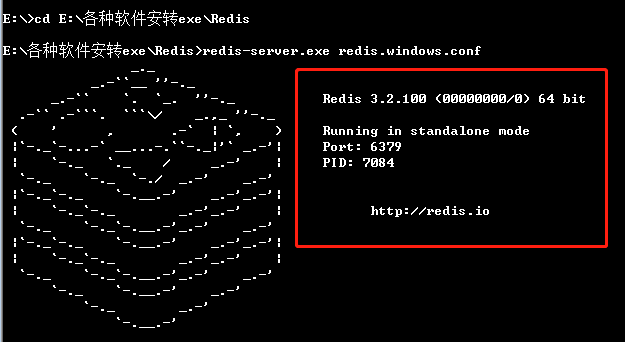 E:\>cd E:\各种软件安转exe\Redis
E:\各种软件安转exe\Redis>redis-server.exe redis.windows.conf
Redis 3.2.100 (00000000/0) 64 bit
Running in standalone mode
Port: 6379
PID: 7084
http://redis.io